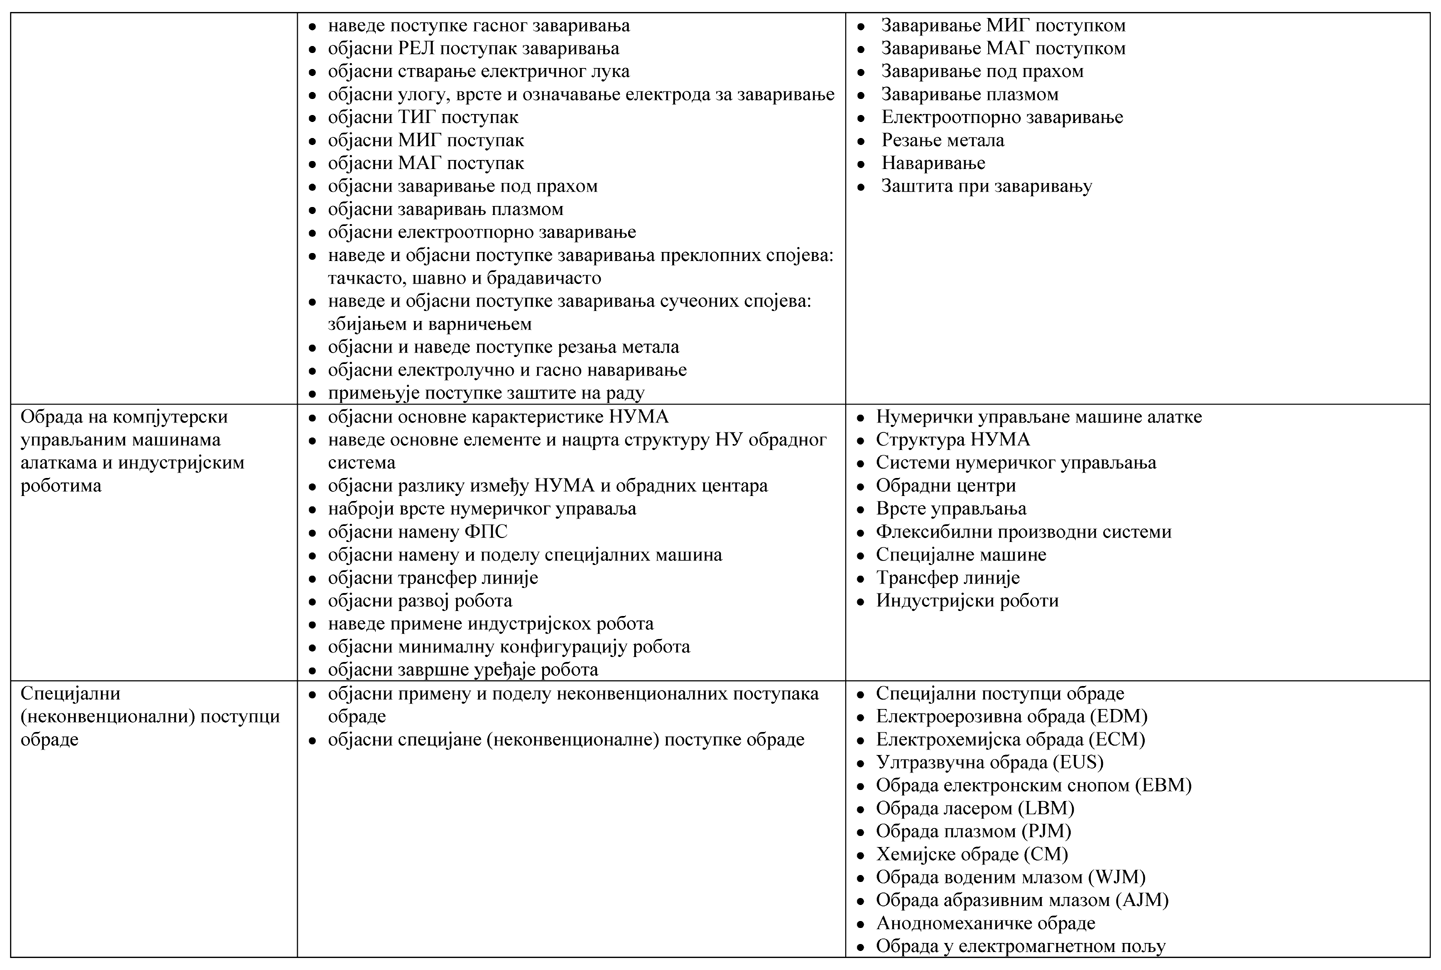 • наведе поступке гасног заваривања
• објасни РЕЛ поступак заваривања
• објасни стварање електричног лука
• објасни улогу, врсте и означавање електрода за заваривање
• објасни ТИГ поступак
• објасни МИГ поступак
• објасни МАГ поступак
• објасни заваривање под прахом
• објасни заваривањ плазмом
• објасни електроотпорно заваривање
• наведе и објасни поступке заваривања преклопних спојева:
тачкасто, шавно и брадавичасто
• наведе и објасни поступке заваривања сучеоних спојева:
збијањем и варничењем
• објасни и наведе поступке резања метала
• објасни електролучно и гасно наваривање
• примењује поступке заштите на раду
• Заваривање МИГ поступком
• Заваривање МАГ поступком
• Заваривање под прахом
• Заваривање плазмом
• Електроотпорно заваривање
• Резање метала
• Наваривање
• Заштита при заваривању
Обрада на компјутерски
управљаним машинама
алаткама и индустријским
роботима
• објасни основне карактеристике НУМА
• наведе основне елементе и нацрта структуру НУ обрадног
система
• објасни разлику између НУМА и обрадних центара
• наброји врсте нумеричког управаља
• објасни намену ФПС
• објасни намену и поделу специјалних машина
• објасни трансфер линије
• објасни развој робота
• наведе примене индустријскох робота
• објасни минималну конфигурацију робота
• објасни завршне уређаје робота
• Нумерички управљане машине алатке
• Структура НУМА
• Системи нумеричког управљања
• Обрадни центри
• Врсте управљања
• Флексибилни производни системи
• Специјалне машине
• Трансфер линије
• Индустријски роботи
Специјални
(неконвенционални) поступци
обраде
• објасни примену и поделу неконвенционалних поступака
обраде
• објасни специјане (неконвенционалне) поступке обраде
• Специјални поступци обраде
• Електроерозивна обрада (EDM)
• Електрохемијска обрада (ECM)
• Ултразвучна обрада (EUS)
• Обрада електронским снопом (EBM)
• Обрада ласером (LBM)
• Обрада плазмом (PJM)
• Хемијске обраде (CM)
• Обрада воденим млазом (WJM)
• Обрада абразивним млазом (AJM)
• Анодномеханичке обраде
• Обрада у електромагнетном пољу